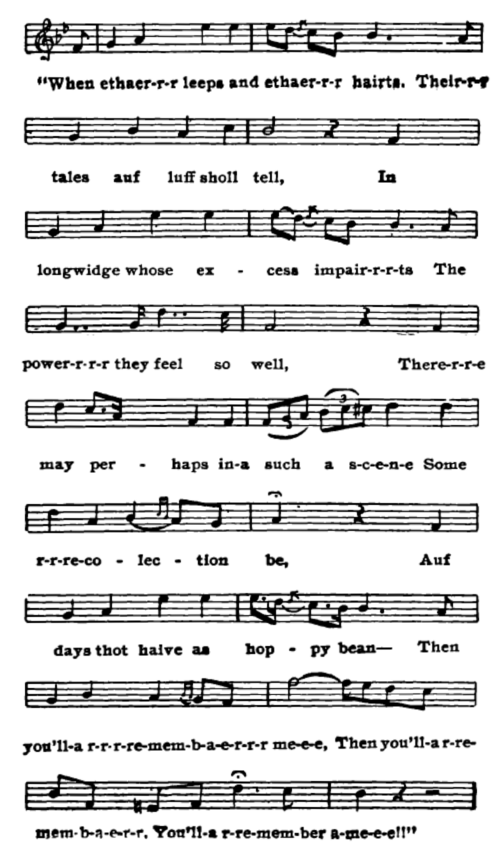 “When ethaer-r-r leeps and ethaer-r-r hairts. Their-r-r
tales auf luff sholl tell, In
longwidge whose ex - cess impair-r-r-ts The
power-r-r-r they feel so well, There-r-r-e
3 3
may per - haps in-a such a s-c-e-n-e Some
r-r-re-co - lec - tion be, Auf
days thot haive as hop - py bean— Then
you'll-a r-r-r-re-mem-b-a-e-r-r-r me-e-e, Then you'll-a r-re-
mem-b-a-e-r-r, You'll-a r-re-mem-ber a-me-e-e!!”